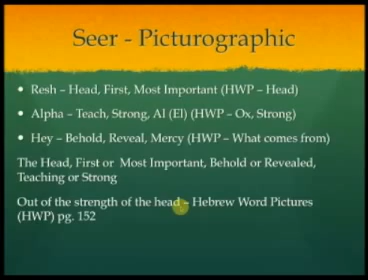 Seer - Picturographic
Resh – Head, First, Most Important (HWP – Head)
Alpha – Teach, Strong, Al (El) (HWP – Ox, Strong)
Hey – Behold, Reveal, Mercy (HWP – What comes from)
The Head, First or Most Important, Behold or Revealed,
Teaching or Strong
Out of the strength of the head – Hebrew Word Pictures
(HWP) pg. 152